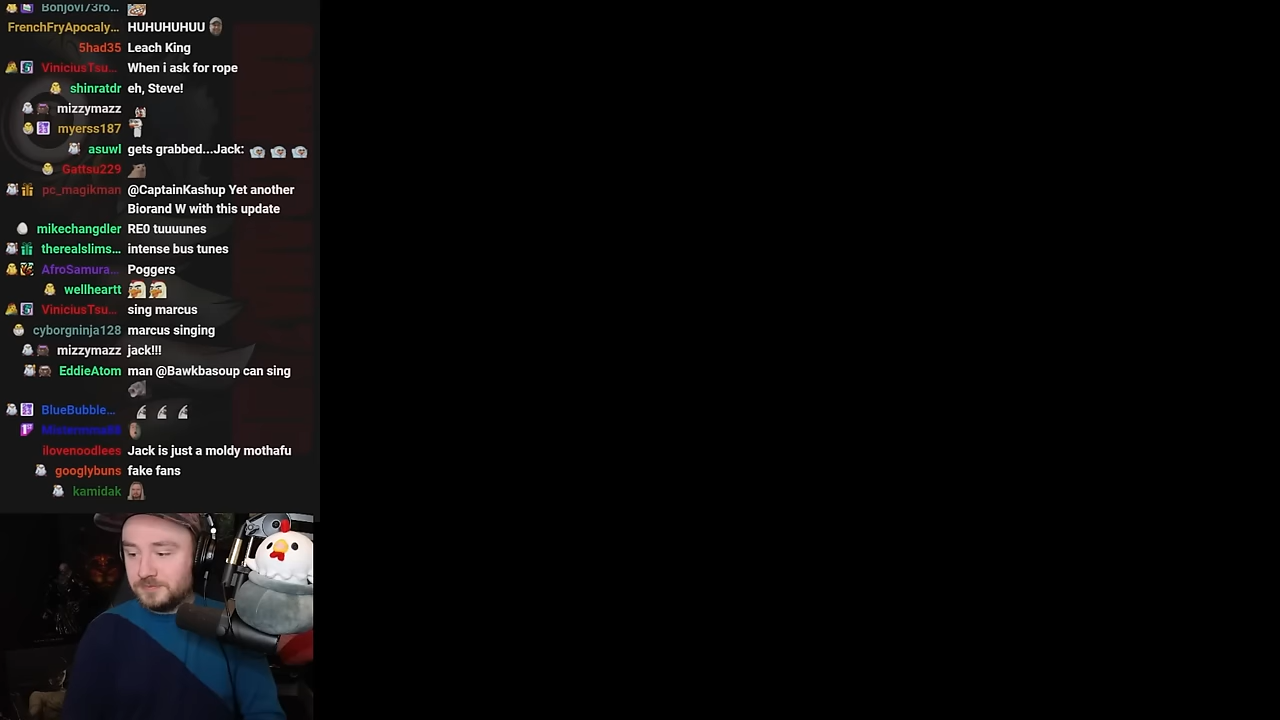 Bonjovi73ro...
FrenchFryApocaly... HUHUHUHUU
5had35 Leach King
ViniciusTsu... When i ask for rope
shinratdr eh, Steve!
mizzymazz
myerss187
asuwl gets grabbed...Jack:
Gattsu229
pc_magikman @CaptainKashup Yet another
Biorand W with this update
mikechangdler RE0 tuuuunes
therealslims... intense bus tunes
AfroSamura... Poggers
wellheartt
ViniciusTsu... sing marcus
cyborgninja128 marcus singing
mizzymazz jack!!!
EddieAtom man @Bawkbasoup can sing
BlueBubble...
ilovenoodlees Jack is just a moldy mothafu
googlybuns fake fans
kamidak